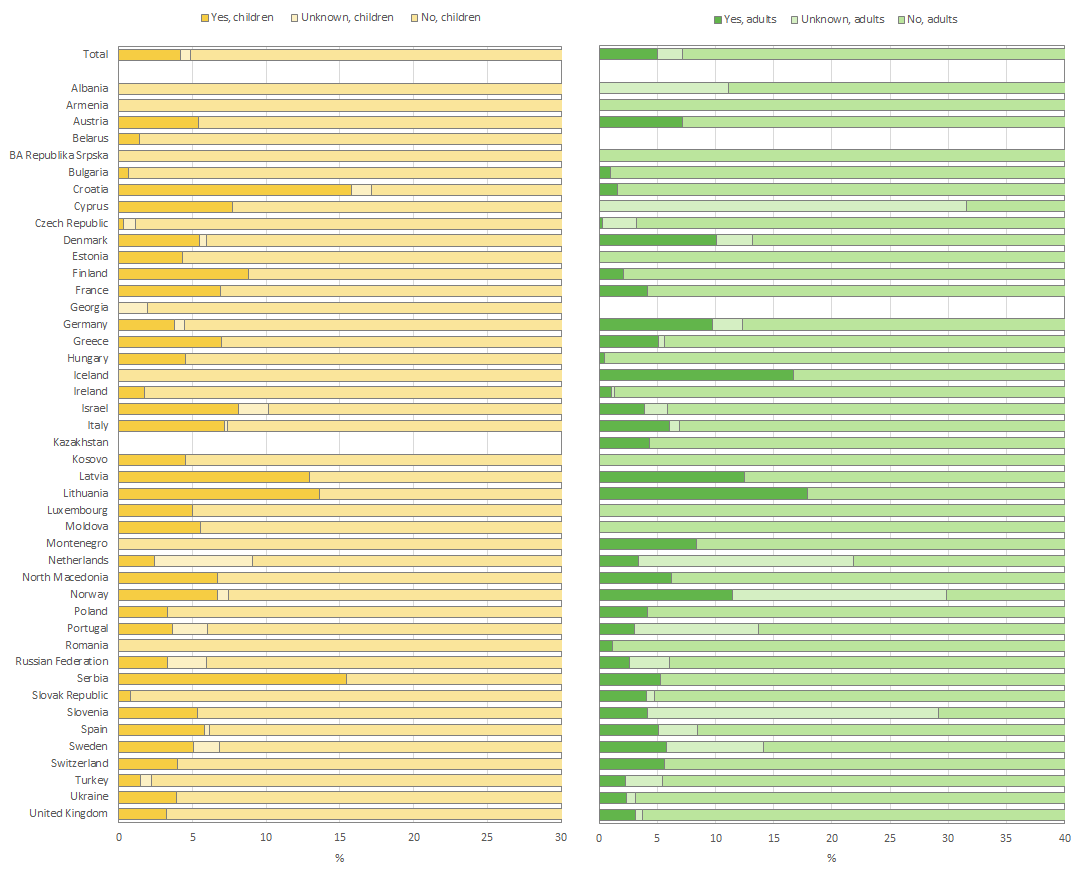 Yes, children Unknown, children No, children
Yes, adults Unknown, adults No, adults
Total
Albania
Armenia
Austria
Belarus
BA Republika Srpska
Bulgaria
Croatia
Cyprus
Czech Republic
Denmark
Estonia
Finland
France
Georgia
Germany
Greece
Hungary
Iceland
Ireland
Israel
Italy
Kazakhstan
Kosovo
Latvia
Lithuania
Luxembourg
Moldova
Montenegro
Netherlands
North Macedonia
Norway
Poland
Portugal
Romania
Russian Federation
Serbia
Slovak Republic
Slovenia
Spain
Sweden
Switzerland
Turkey
Ukraine
United Kingdom
0 5 10 15 20 25 30
%
0 5 10 15 20 25 30 35 40
%